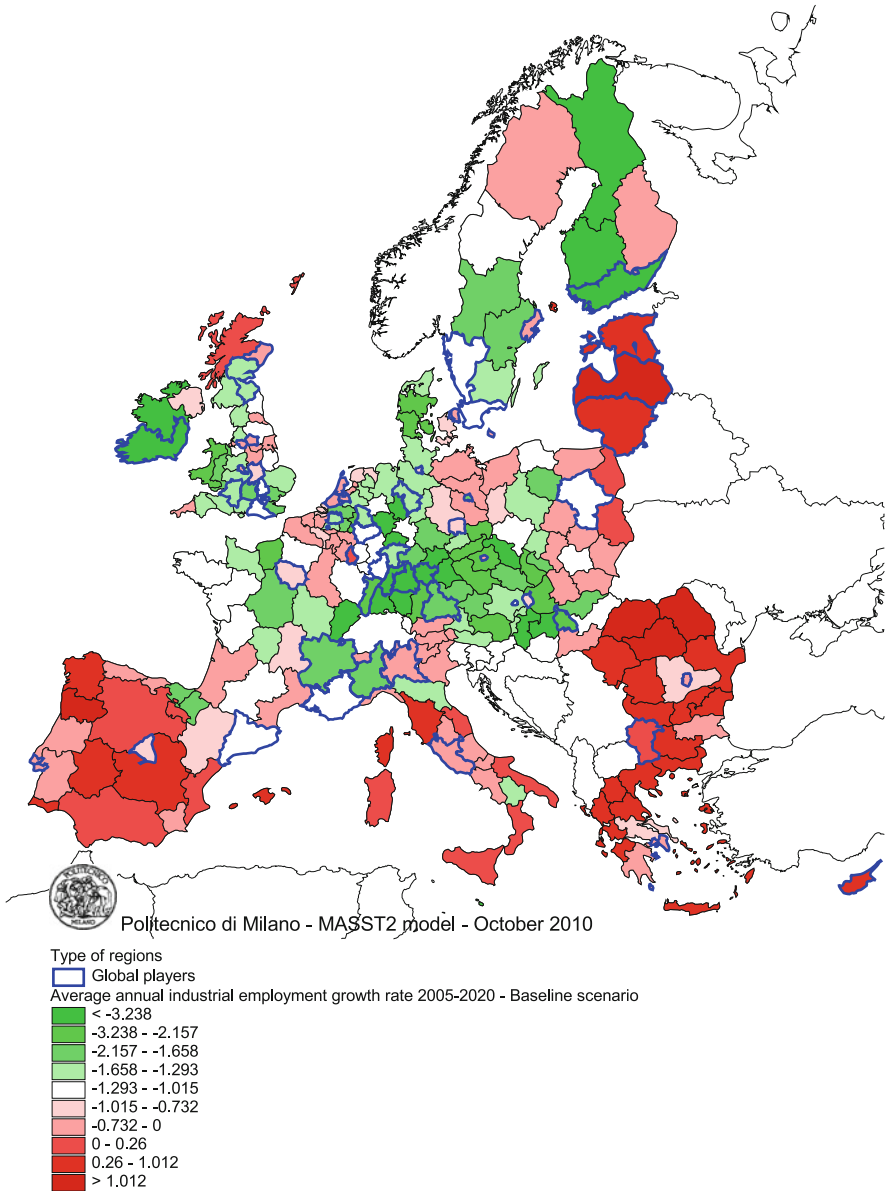 POLITECNICO
MILANO
Politecnico di Milano - MASST2 model - October 2010
Type of regions
Global players
Average annual industrial employment growth rate 2005-2020 - Baseline scenario
< -3.238
-3.238 - -2.157
-2.157 - -1.658
-1.658 - -1.293
-1.293 - -1.015
-1.015 - -0.732
-0.732 - 0
0 - 0.26
0.26 - 1.012
> 1.012